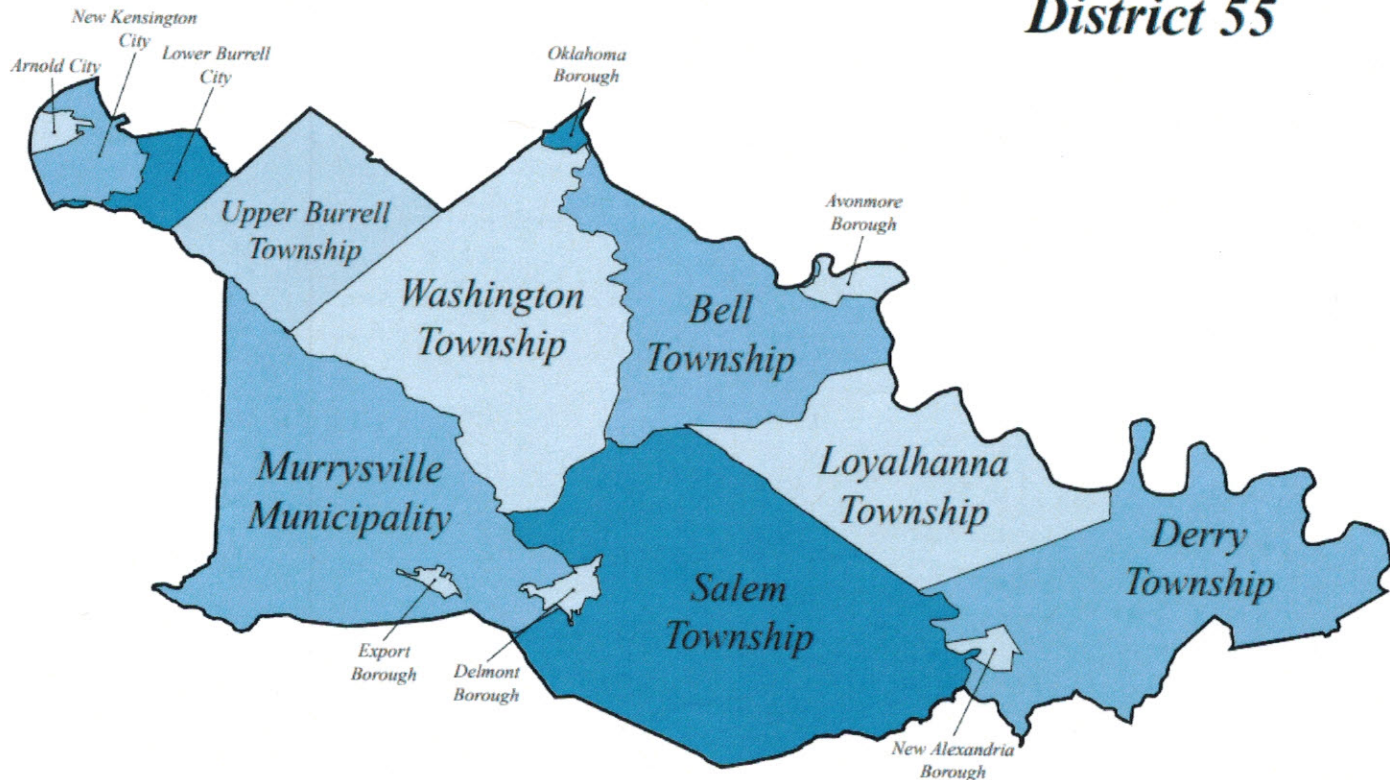 District 55
New Kensington
City
Arnold City
Lower Burrell
City
Oklahoma
Borough
Upper Burrell
Township
Avonmore
Borough
Washington
Township
Bell
Township
Murrysville
Municipality
Loyalhanna
Township
Derry
Township
Salem
Township
Export
Borough
Delmont
Borough
New Alexandria
Borough